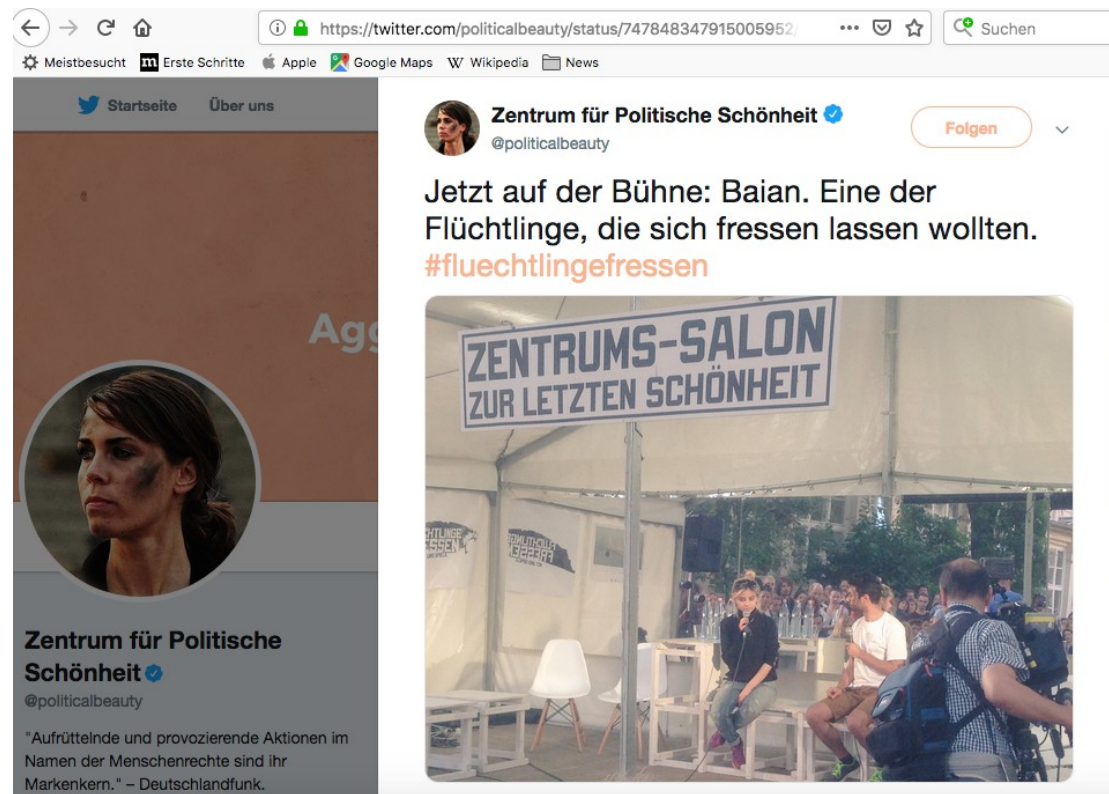 https://twitter.com/politicalbeauty/status/747848347915005952/
Suchen
Meistbesucht
Erste Schritte
Apple
Google Maps
W Wikipedia
News
Startseite
Über uns
Agg
Zentrum für Politische
Schönheit
@politicalbeauty
"Aufrüttelnde und provozierende Aktionen im
Namen der Menschenrechte sind ihr
Markenkern." – Deutschlandfunk.
Zentrum für Politische Schönheit
@politicalbeauty
Folgen
Jetzt auf der Bühne: Baian. Eine der
Flüchtlinge, die sich fressen lassen wollten.
#fluechtlingefressen
ZENTRUMS-SALON
ZUR LETZTEN SCHÖNHEIT